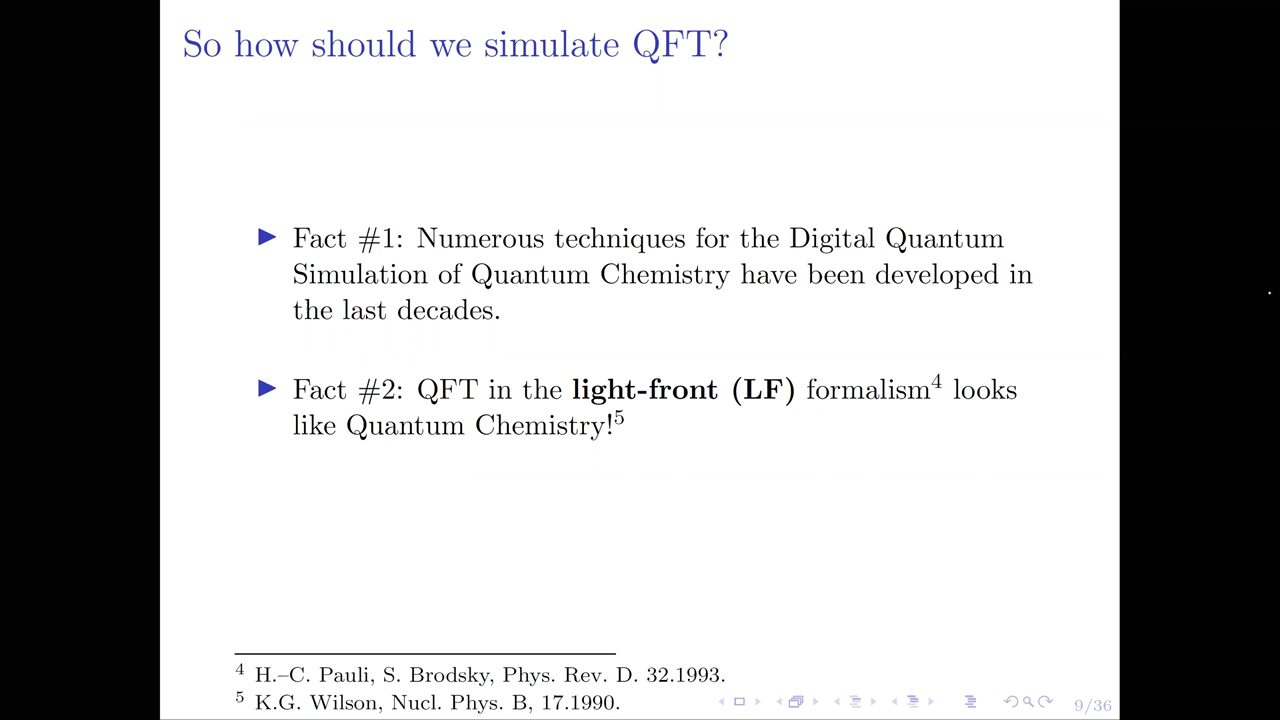 So how should we simulate QFT?
▶ Fact #1: Numerous techniques for the Digital Quantum
Simulation of Quantum Chemistry have been developed in
the last decades.
▶ Fact #2: QFT in the light-front (LF) formalism⁴ looks
like Quantum Chemistry!⁵
⁴ H.–C. Pauli, S. Brodsky, Phys. Rev. D. 32.1993.
⁵ K.G. Wilson, Nucl. Phys. B, 17.1990.
9/36